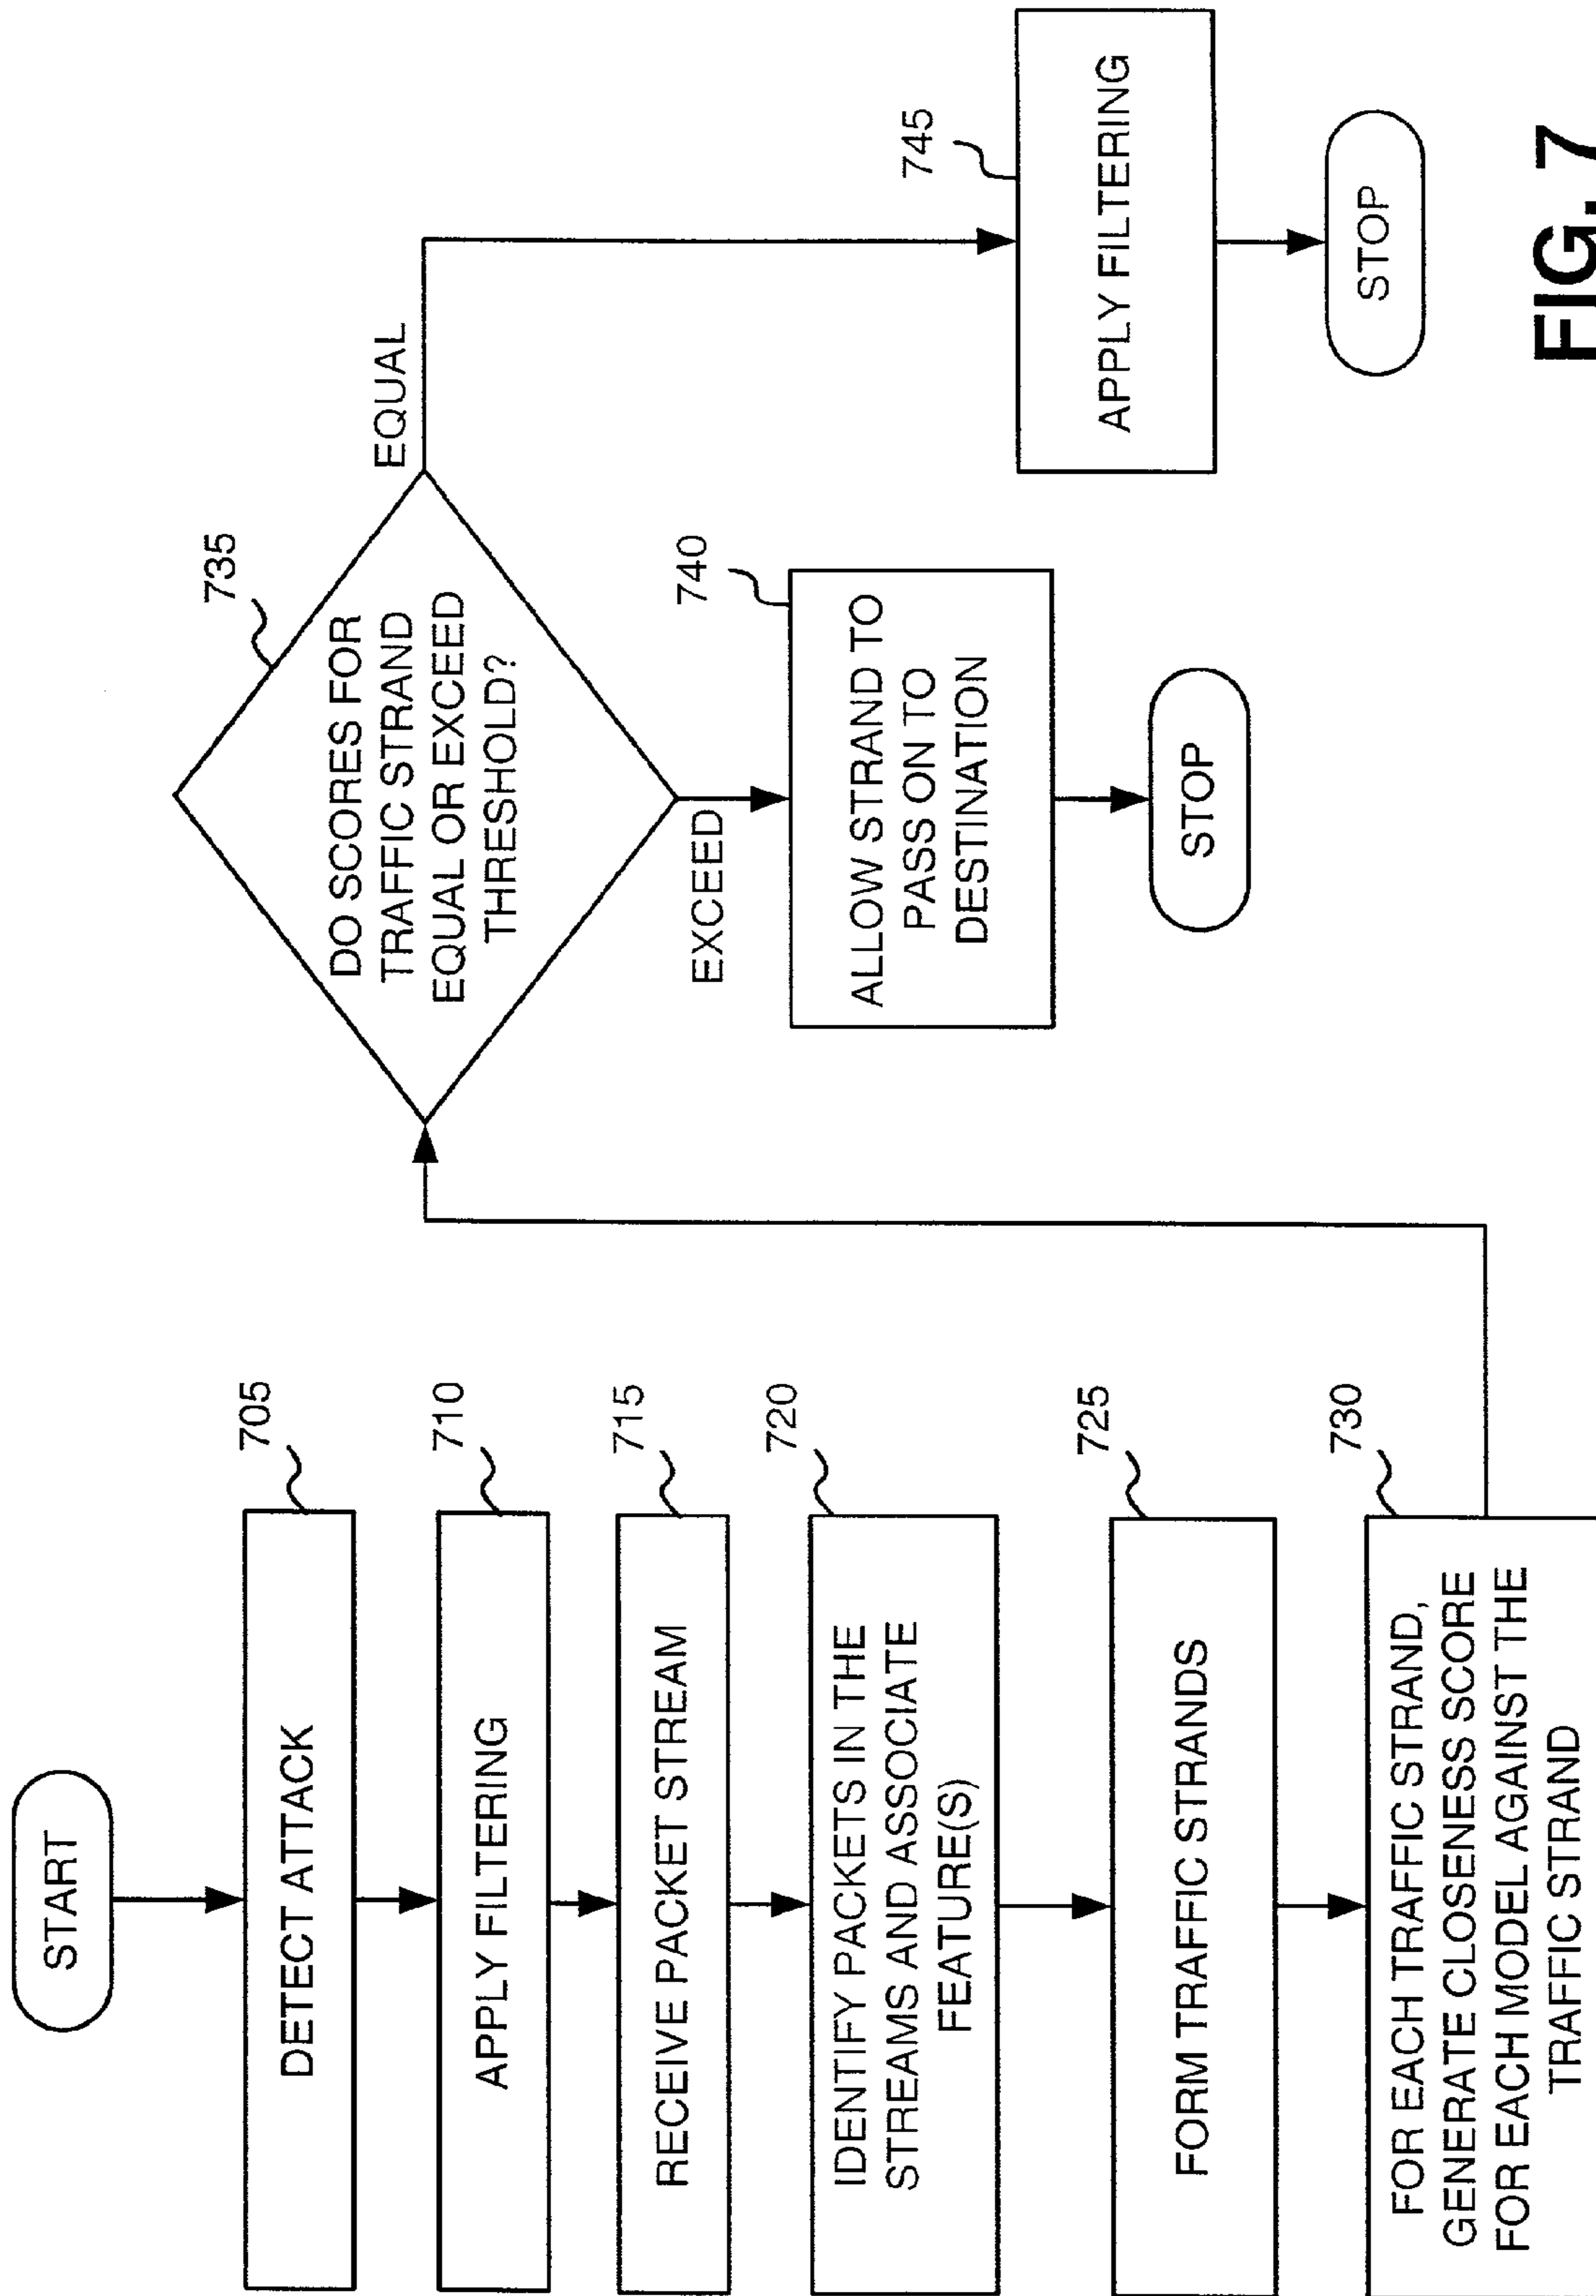 START
705
DETECT ATTACK
710
APPLY FILTERING
715
RECEIVE PACKET STREAM
720
IDENTIFY PACKETS IN THE
STREAMS AND ASSOCIATE
FEATURE(S)
725
FORM TRAFFIC STRANDS
730
FOR EACH TRAFFIC STRAND,
GENERATE CLOSENESS SCORE
FOR EACH MODEL AGAINST THE
TRAFFIC STRAND
735
DO SCORES FOR
TRAFFIC STRAND
EQUAL OR EXCEED
THRESHOLD?
EQUAL
EXCEED
740
ALLOW STRAND TO
PASS ON TO
DESTINATION
STOP
745
APPLY FILTERING
STOP
FIG. 7